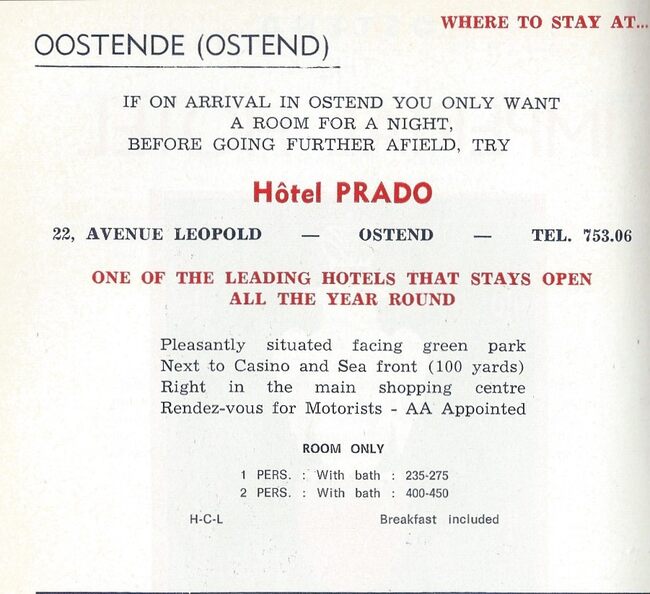 WHERE TO STAY AT...
OOSTENDE (OSTEND)
IF ON ARRIVAL IN OSTEND YOU ONLY WANT
A ROOM FOR A NIGHT,
BEFORE GOING FURTHER AFIELD, TRY
Hôtel PRADO
22, AVENUE LEOPOLD — OSTEND — TEL. 753.06
ONE OF THE LEADING HOTELS THAT STAYS OPEN
ALL THE YEAR ROUND
Pleasantly situated facing green park
Next to Casino and Sea front (100 yards)
Right in the main shopping centre
Rendez-vous for Motorists - AA Appointed
ROOM ONLY
1 PERS. : With bath : 235-275
2 PERS. : With bath : 400-450
H-C-L Breakfast included